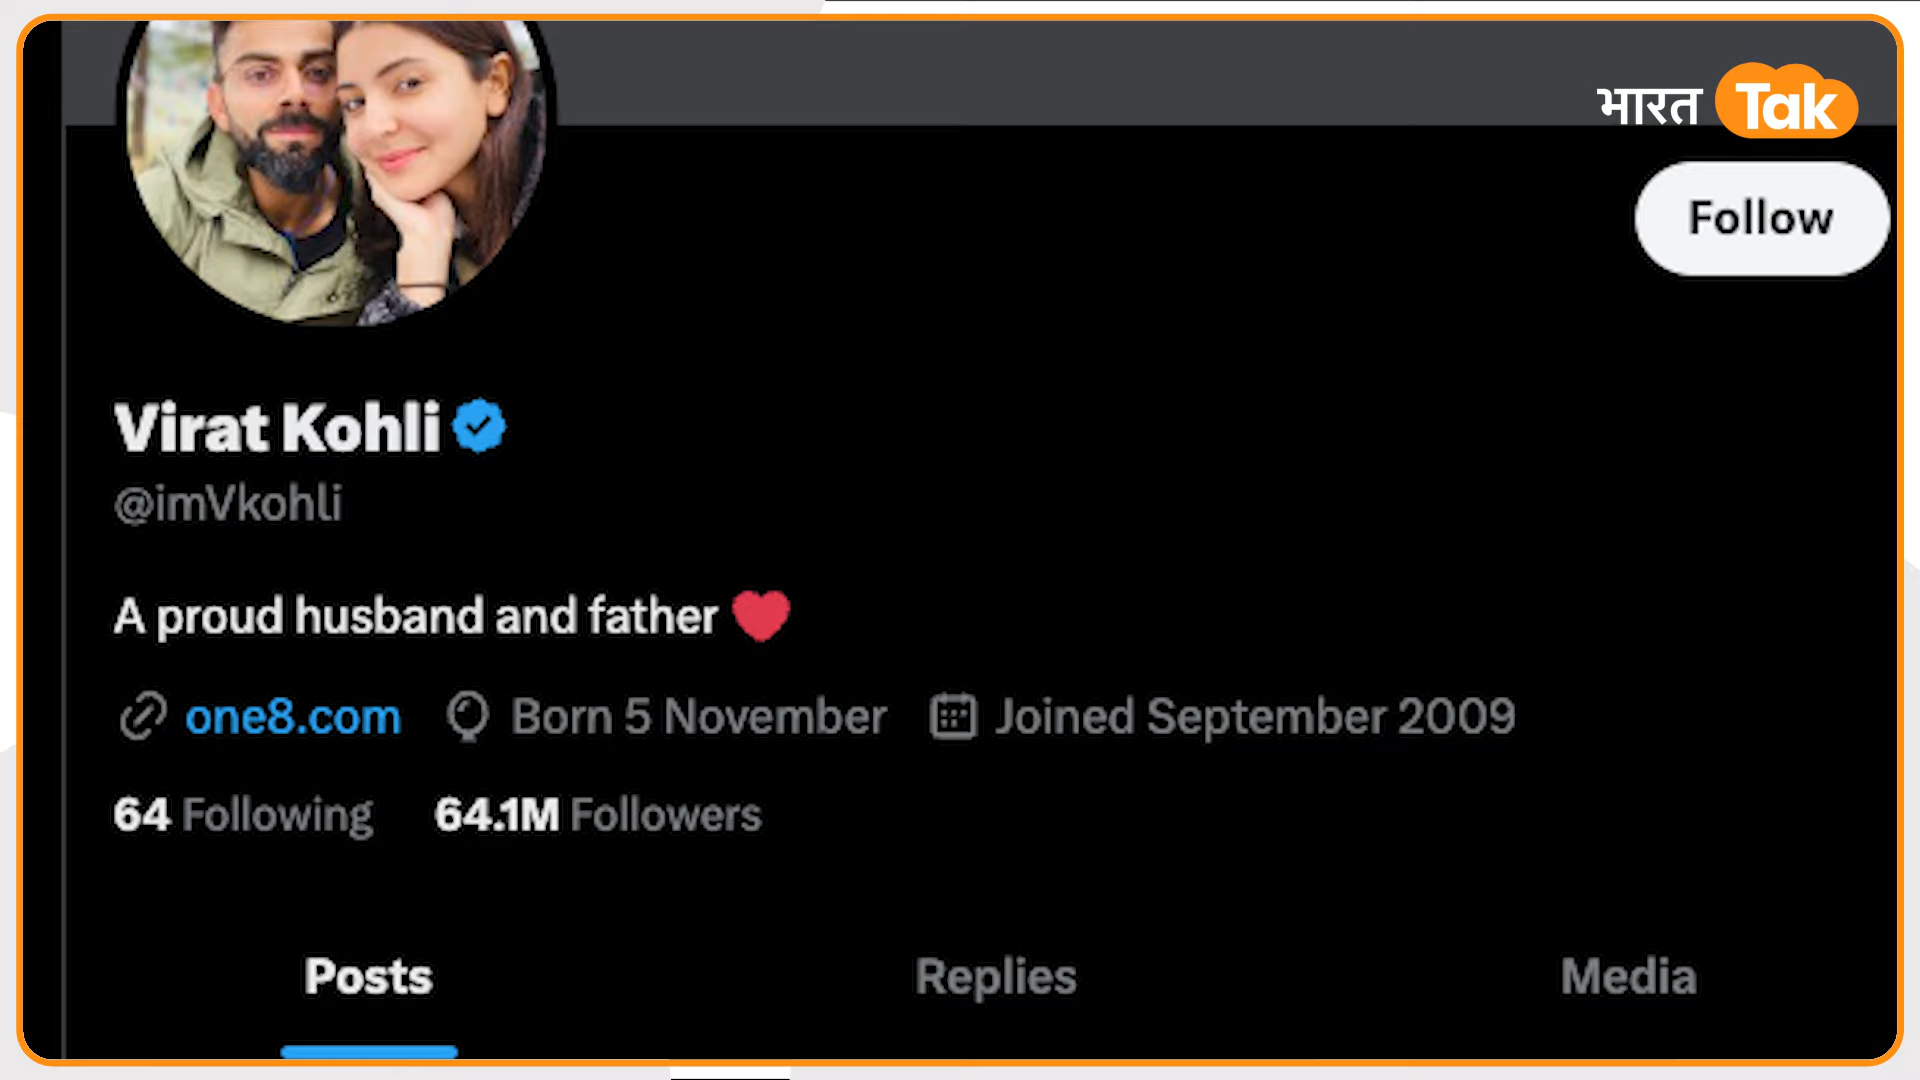 भारत Tak
Follow
Virat Kohli
@imVkohli
A proud husband and father ❤️
one8.com Born 5 November Joined September 2009
64 Following 64.1M Followers
Posts Replies Media